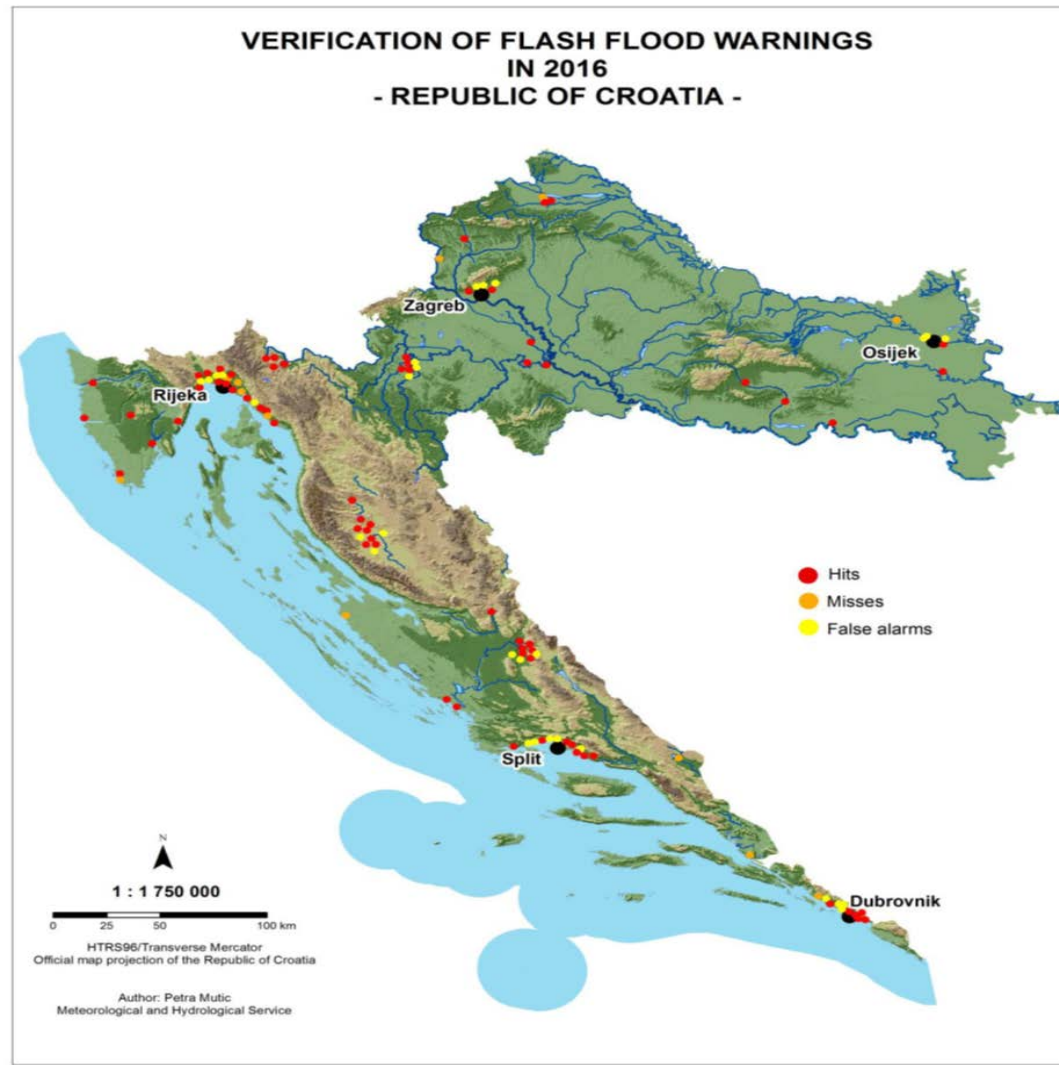 VERIFICATION OF FLASH FLOOD WARNINGS
IN 2016
- REPUBLIC OF CROATIA -
Zagreb
Osijek
Rijeka
Hits
Misses
False alarms
Split
Dubrovnik
N
1 : 1 750 000
0 25 50 100 km
HTRS96/Transverse Mercator
Official map projection of the Republic of Croatia
Author: Petra Mutic
Meteorological and Hydrological Service